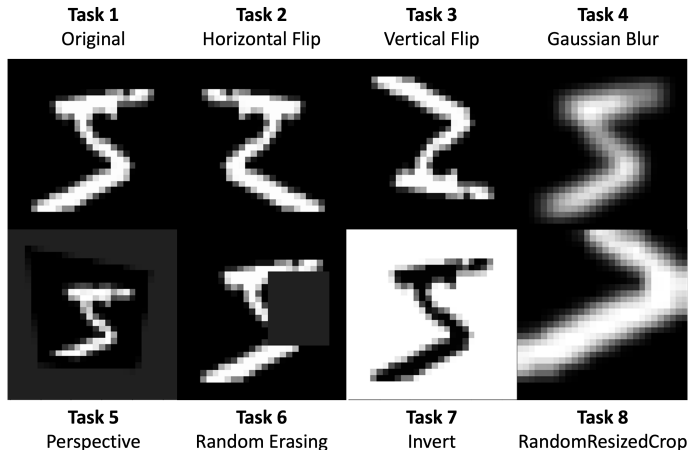 Task 1 Task 2 Task 3 Task 4
Original Horizontal Flip Vertical Flip Gaussian Blur
Task 5 Task 6 Task 7 Task 8
Perspective Random Erasing Invert RandomResizedCrop